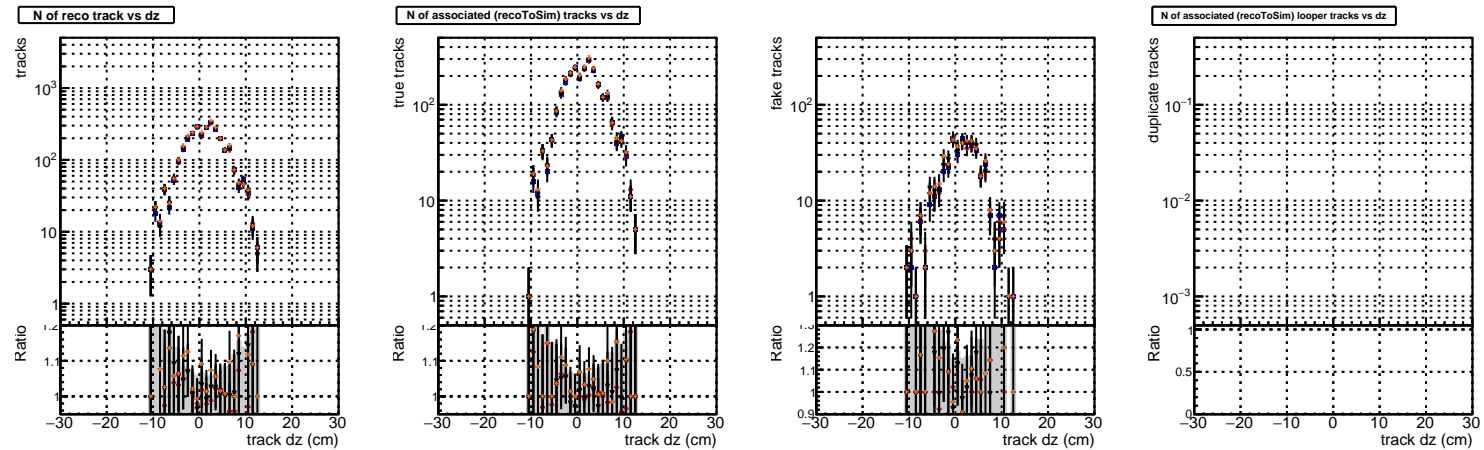 N of reco track vs dz
tracks
10³
10²
10
1
Ratio
1.2
1.1
1
−30 −20 −10 0 10 20 30
track dz (cm)
N of associated (recoToSim) tracks vs dz
true tracks
10²
10
1
Ratio
1.2
1.1
1
−30 −20 −10 0 10 20 30
track dz (cm)
fake tracks
10²
10
1
Ratio
1.3
1.2
1.1
1
0.9
−30 −20 −10 0 10 20 30
track dz (cm)
N of associated (recoToSim) looper tracks vs dz
duplicate tracks
10⁻¹
10⁻²
10⁻³
Ratio
1
0.5
0
−30 −20 −10 0 10 20 30
track dz (cm)